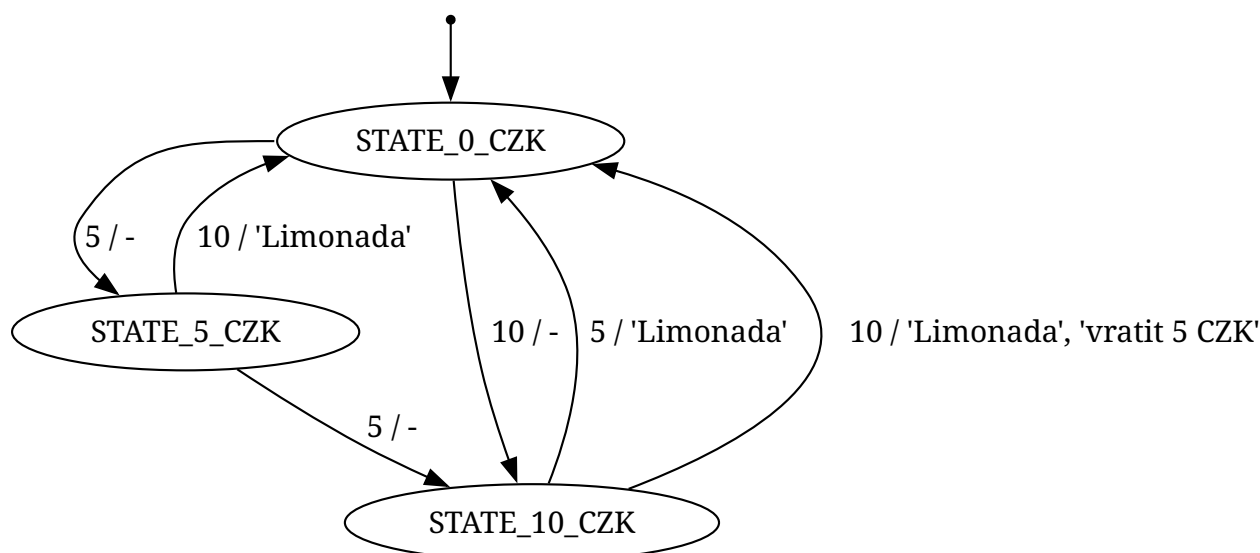 STATE_0_CZK
5 / -
10 / 'Limonada'
STATE_5_CZK
10 / -
5 / 'Limonada'
10 / 'Limonada', 'vratit 5 CZK'
5 / -
STATE_10_CZK